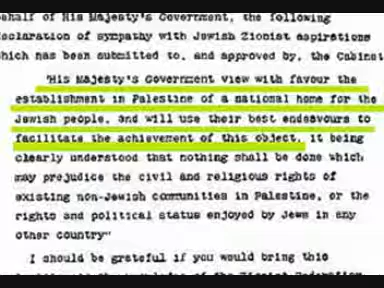 behalf of His Majesty's Government, the following
declaration of sympathy with Jewish Zionist aspirations
which has been submitted to, and approved by, the Cabinet
"His Majesty's Government view with favour the
establishment in Palestine of a national home for the
Jewish people, and will use their best endeavours to
facilitate the achievement of this object, it being
clearly understood that nothing shall be done which
may prejudice the civil and religious rights of
existing non-Jewish communities in Palestine, or the
rights and political status enjoyed by Jews in any
other country"
I should be grateful if you would bring this